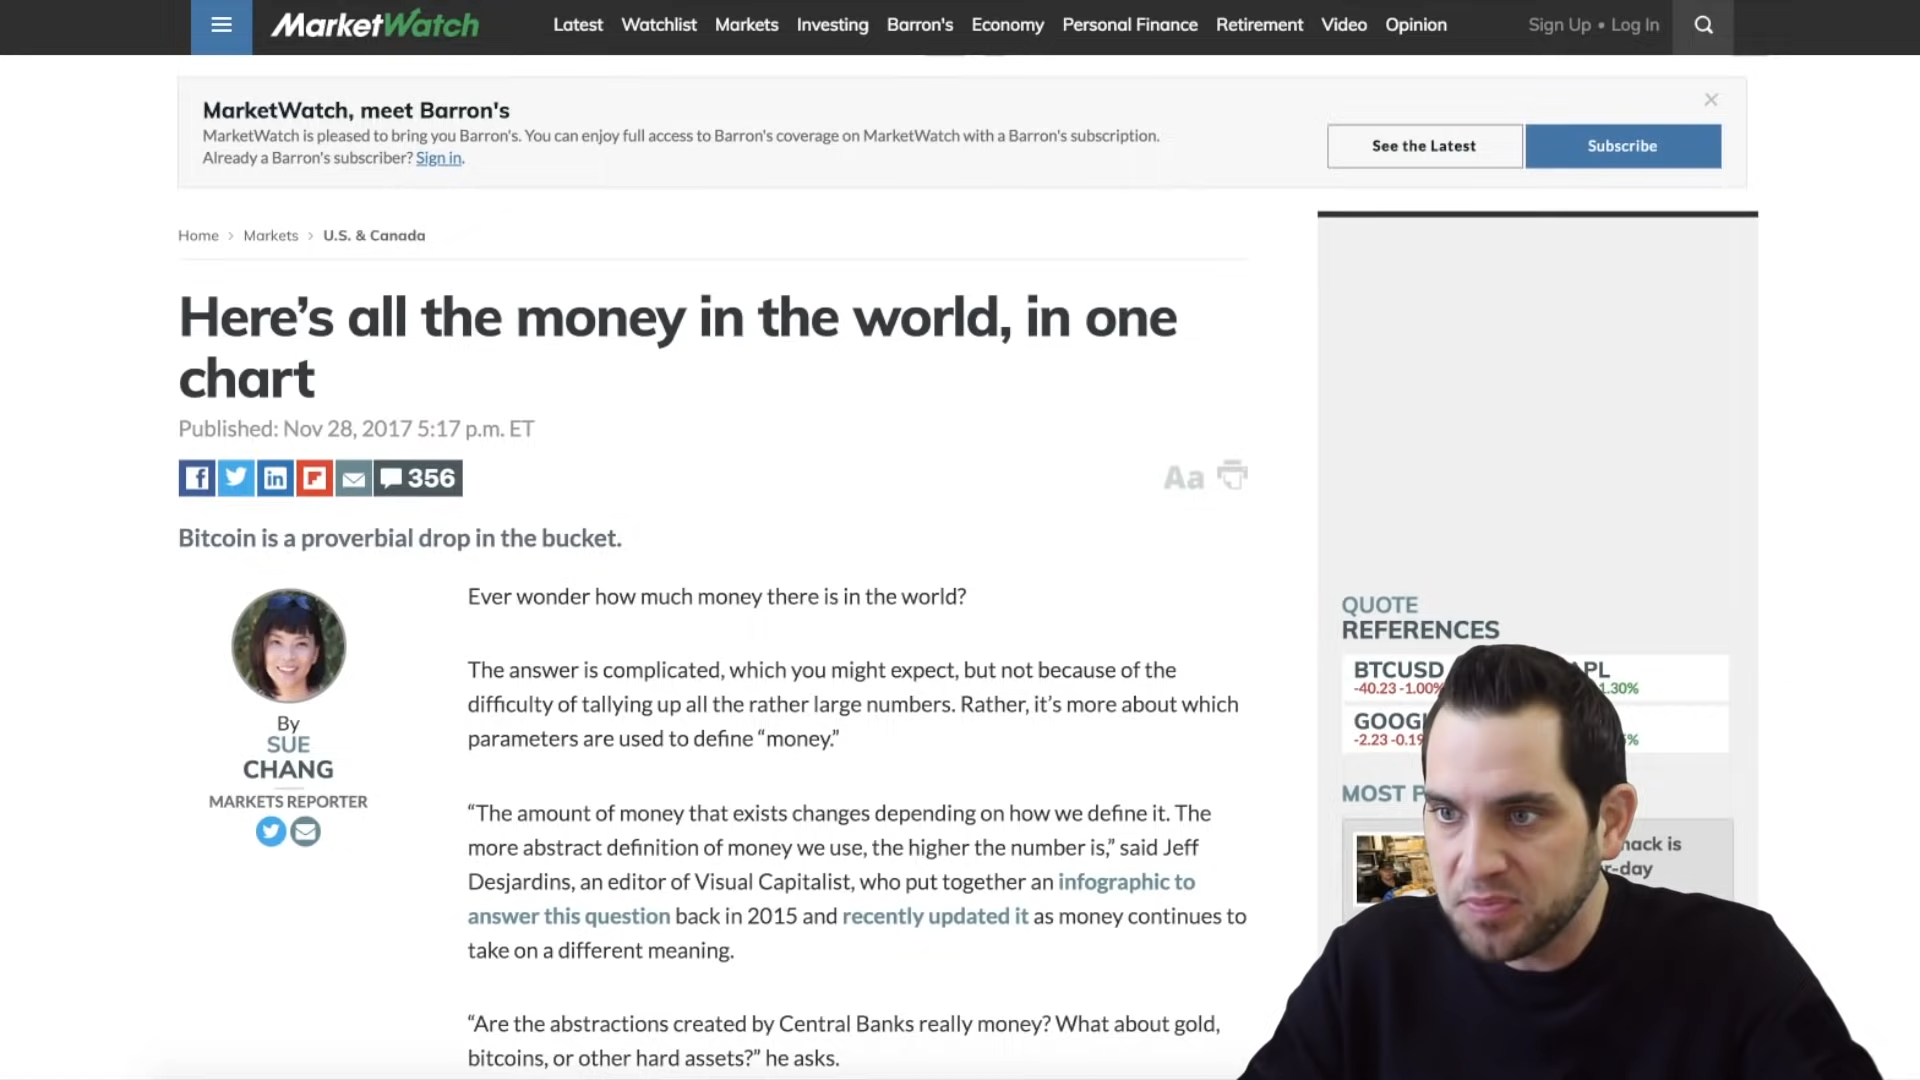 MarketWatch
Latest Watchlist Markets Investing Barron's Economy Personal Finance Retirement Video Opinion Sign Up • Log In
MarketWatch, meet Barron's
MarketWatch is pleased to bring you Barron's. You can enjoy full access to Barron's coverage on MarketWatch with a Barron's subscription.
Already a Barron's subscriber? Sign in.
See the Latest
Subscribe
Home > Markets > U.S. & Canada
Here’s all the money in the world, in one
chart
Published: Nov 28, 2017 5:17 p.m. ET
356
Aa
Bitcoin is a proverbial drop in the bucket.
By
SUE
CHANG
MARKETS REPORTER
Ever wonder how much money there is in the world?
The answer is complicated, which you might expect, but not because of the
difficulty of tallying up all the rather large numbers. Rather, it’s more about which
parameters are used to define “money.”
“The amount of money that exists changes depending on how we define it. The
more abstract definition of money we use, the higher the number is,” said Jeff
Desjardins, an editor of Visual Capitalist, who put together an infographic to
answer this question back in 2015 and recently updated it as money continues to
take on a different meaning.
“Are the abstractions created by Central Banks really money? What about gold,
bitcoins, or other hard assets?” he asks.
QUOTE
REFERENCES
BTCUSD
-40.23 -1.00%
1.30%
-2.23
MOST
is